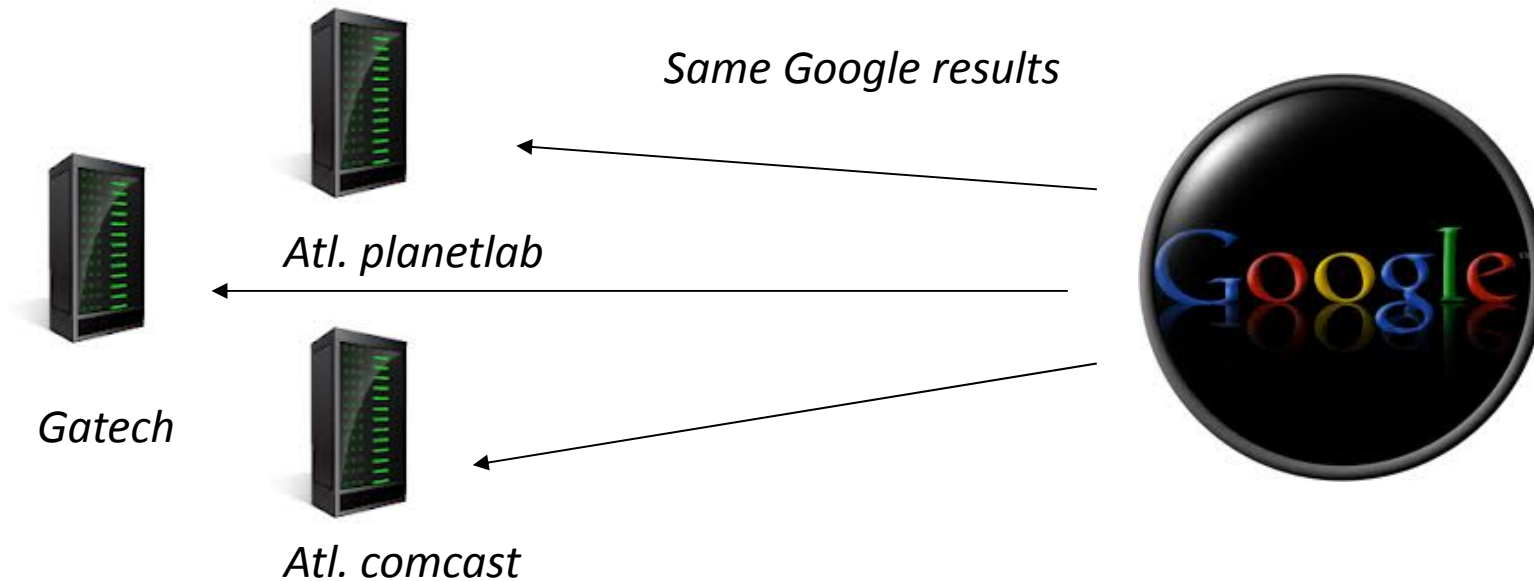 Same Google results
Google
Atl. planetlab
Gatech
Atl. comcast